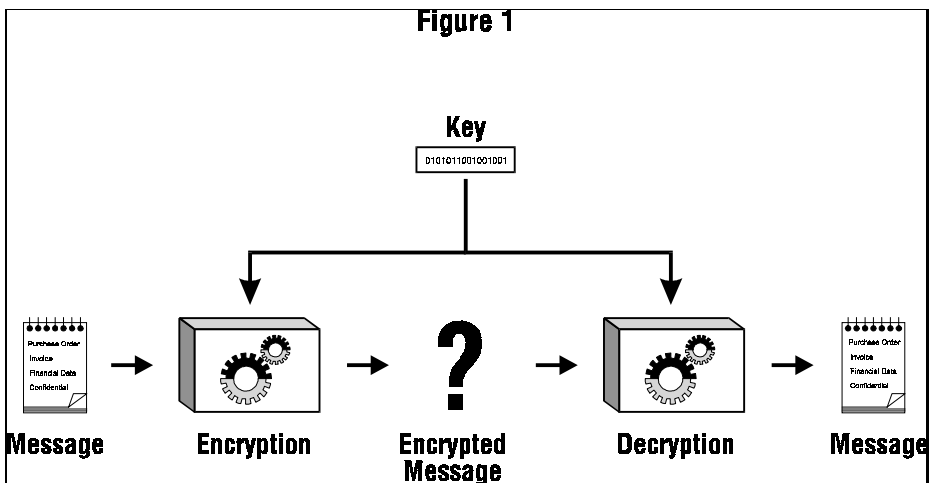 Figure 1
Key
0101011001001001
Purchase Order
Invoice
Financial Data
Confidential
Purchase Order
Invoice
Financial Data
Confidential
?
Message
Encryption
Encrypted
Message
Decryption
Message